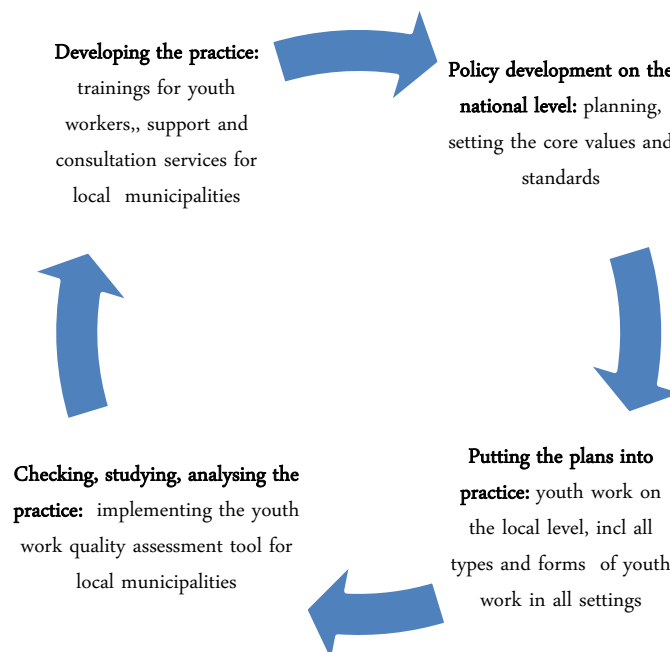 Developing the practice:
trainings for youth
workers,, support and
consultation services for
local municipalities
Policy development on the
national level: planning,
setting the core values and
standards
Putting the plans into
practice: youth work on
the local level, incl all
types and forms of youth
work in all settings
Checking, studying, analysing the
practice: implementing the youth
work quality assessment tool for
local municipalities